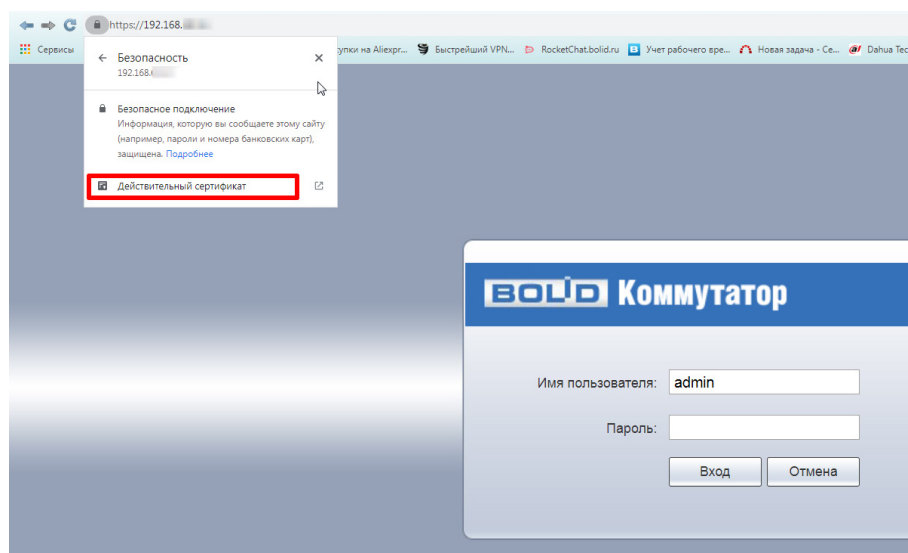 https://192.168.
Сервисы
упки на Aliexpr...
Быстрейший VPN...
RocketChat.bolid.ru
Учет рабочего вре...
Новая задача - Се...
Dahua Tec
Безопасность
192.168.
Безопасное подключение
Информация, которую вы сообщаете этому сайту
(например, пароли и номера банковских карт),
защищена. Подробнее
Действительный сертификат
BOLID Коммутатор
Имя пользователя: admin
Пароль:
Вход Отмена